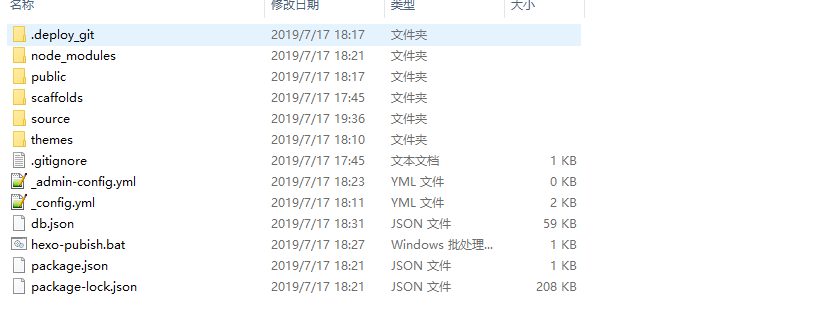 名称 修改日期 类型 大小
.deploy_git 2019/7/17 18:17 文件夹
node_modules 2019/7/17 18:21 文件夹
public 2019/7/17 18:17 文件夹
scaffolds 2019/7/17 17:45 文件夹
source 2019/7/17 19:36 文件夹
themes 2019/7/17 18:10 文件夹
.gitignore 2019/7/17 17:45 文本文档 1 KB
_admin-config.yml 2019/7/17 18:23 YML 文件 0 KB
_config.yml 2019/7/17 18:11 YML 文件 2 KB
db.json 2019/7/17 18:31 JSON 文件 59 KB
hexo-pubish.bat 2019/7/17 18:27 Windows 批处理... 1 KB
package.json 2019/7/17 18:21 JSON 文件 1 KB
package-lock.json 2019/7/17 18:21 JSON 文件 208 KB